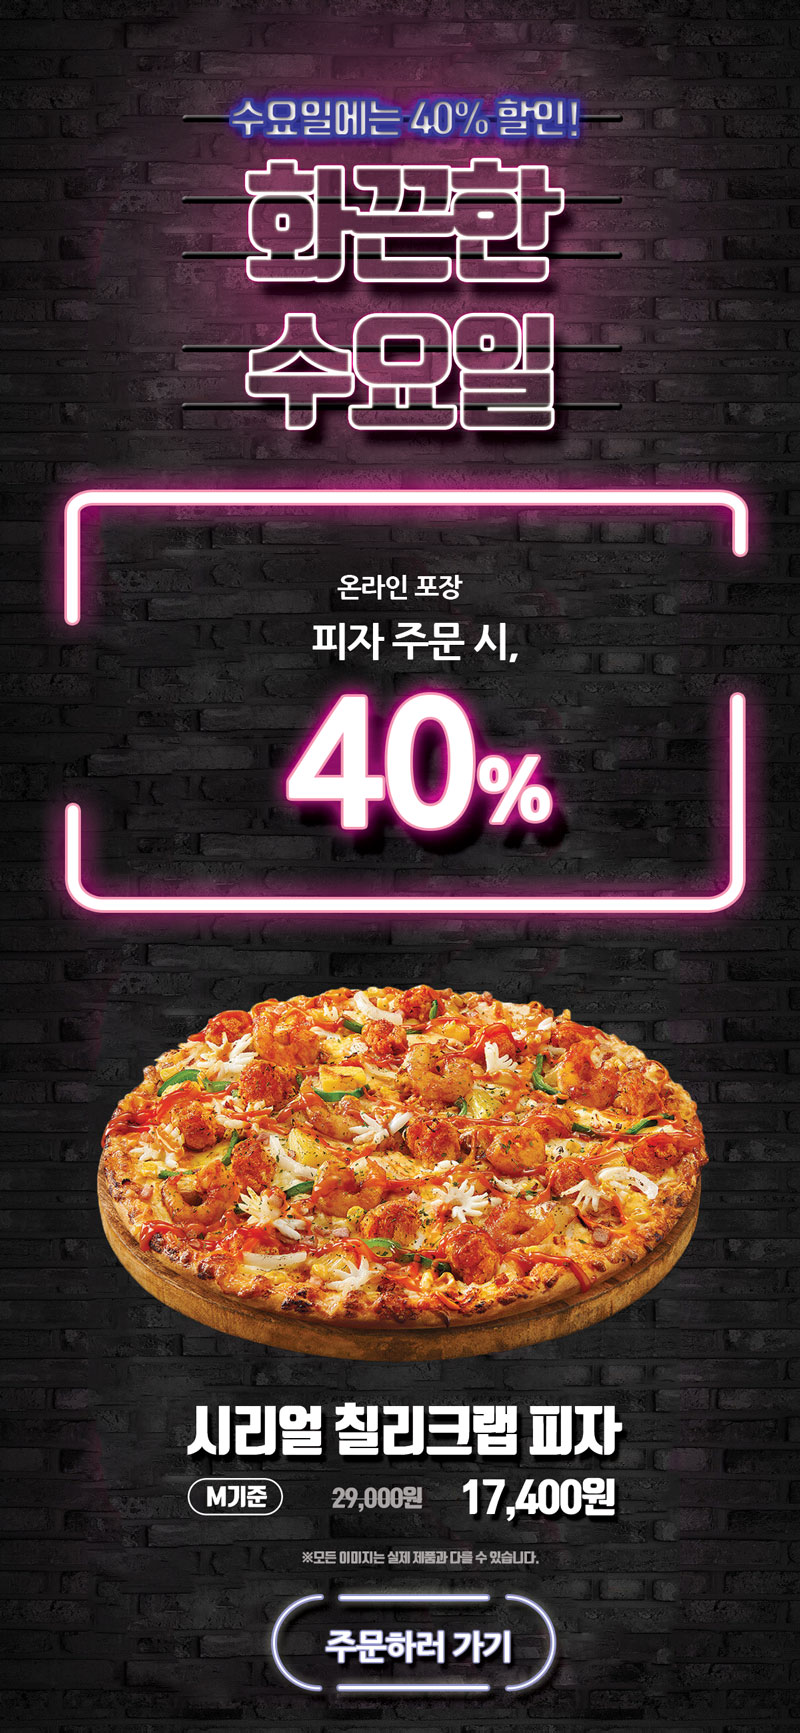 수요일에는 40% 할인!
화끈한
수요일
온라인 포장
피자 주문 시,
40%
시리얼 칠리크랩 피자
M기준 29,000원 17,400원
※모든 이미지는 실제 제품과 다를 수 있습니다.
주문하러 가기